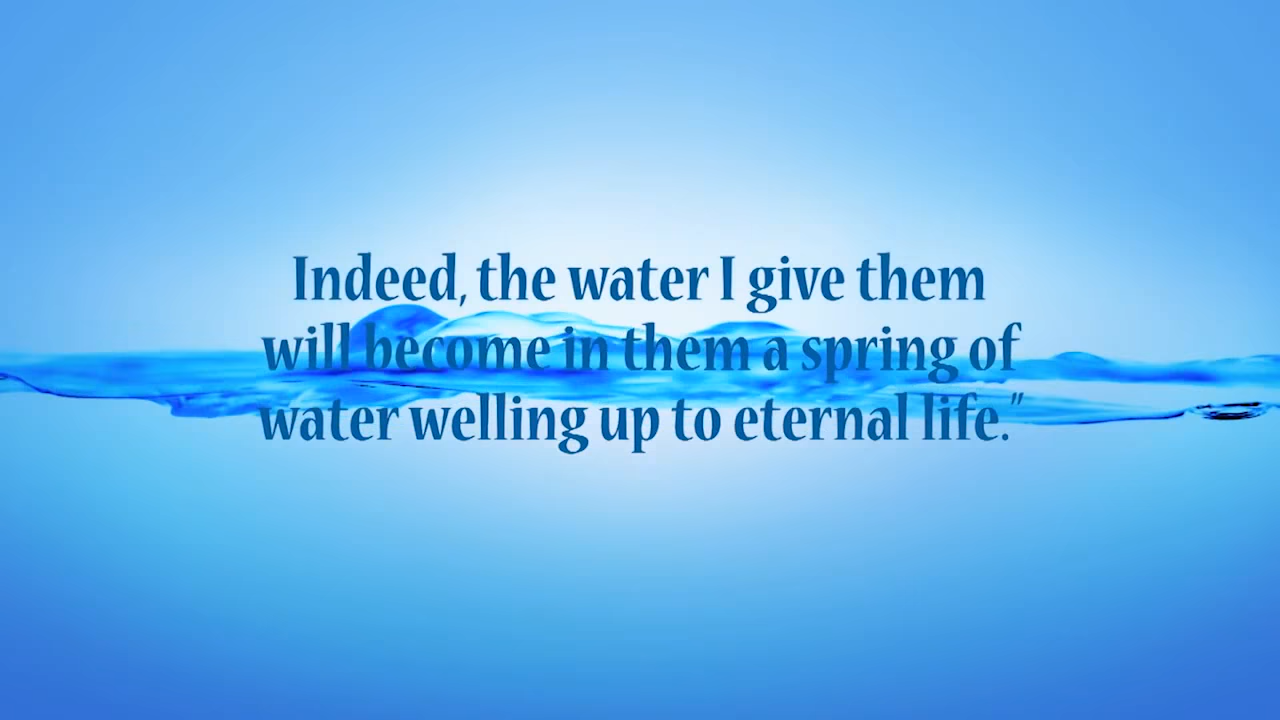 Indeed, the water I give them
will become in them a spring of
water welling up to eternal life."